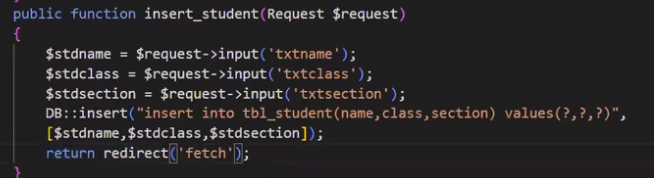 public function insert_student(Request $request)
{
$stdname = $request->input('txtname');
$stdclass = $request->input('txtclass');
$stdsection = $request->input('txtsection');
DB::insert("insert into tbl_student(name,class,section) values(?,?,?)",
[$stdname,$stdclass,$stdsection]);
return redirect('fetch');
}